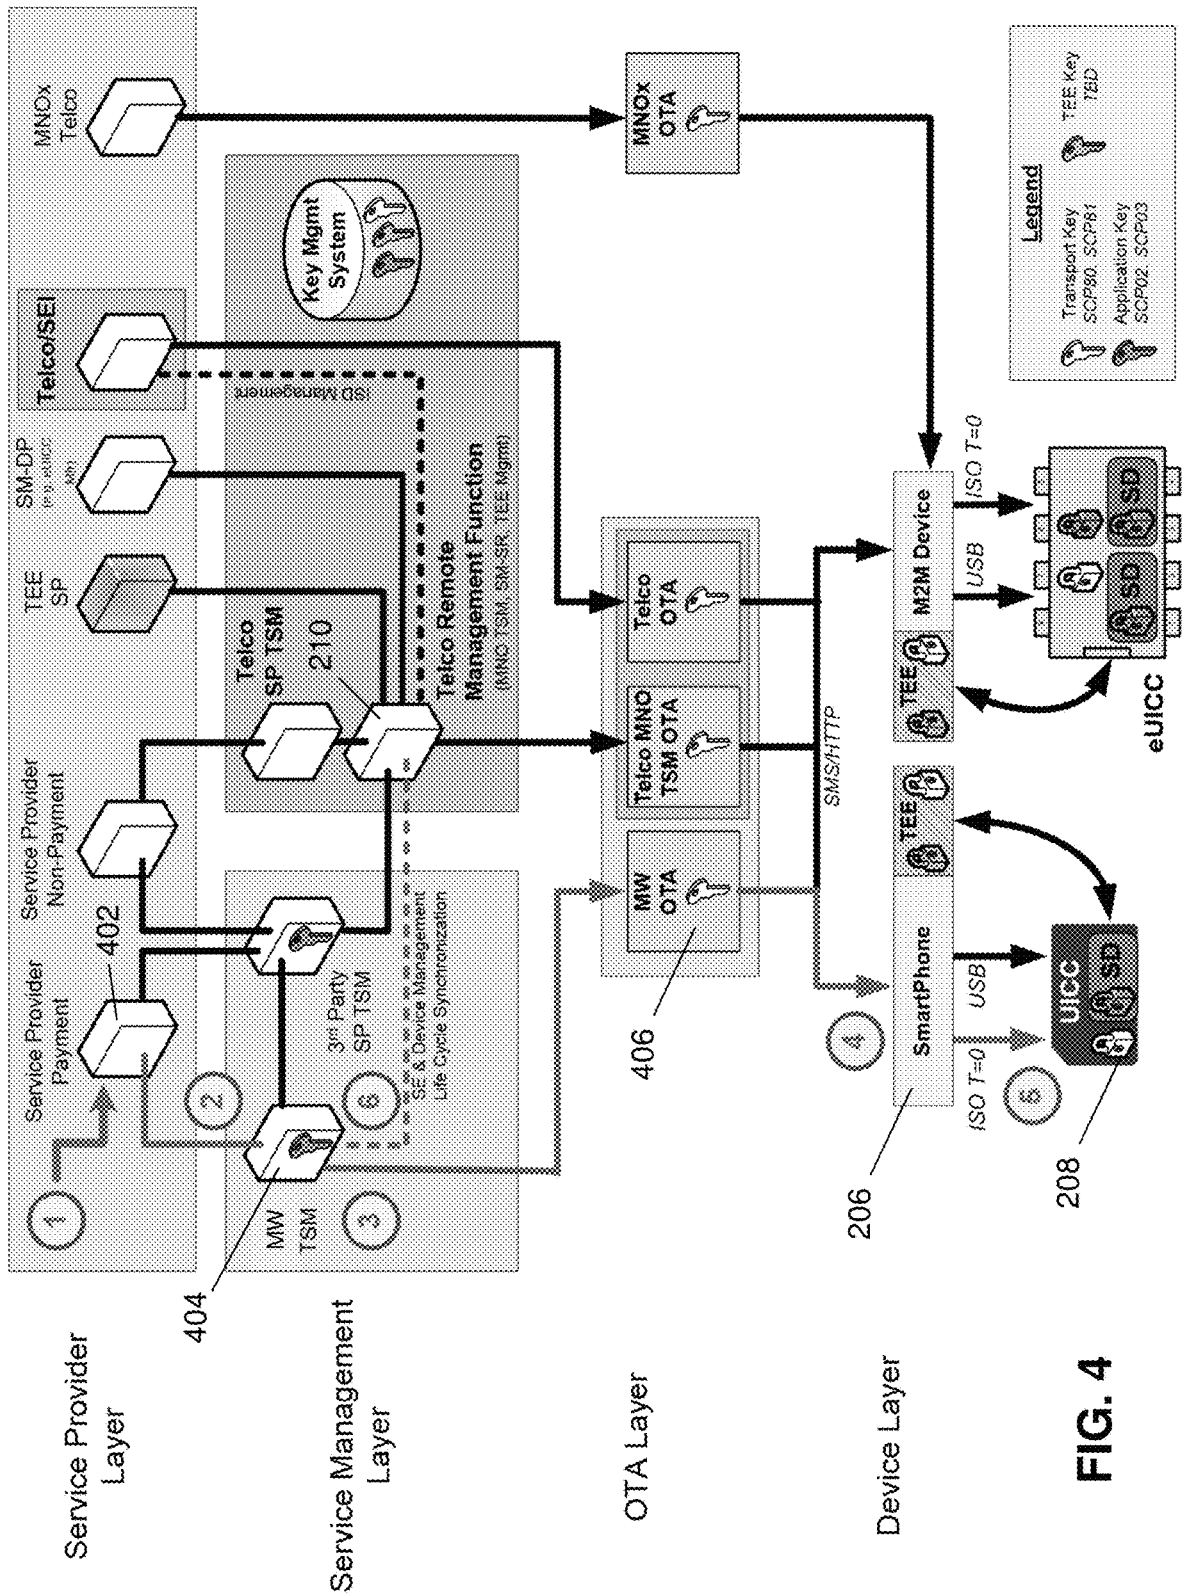 Service Provider
Layer
1
Service Provider
Payment
402
Service Provider
Non-Payment
TEE
SP
SM-DP
Telco/SEI
MNOx
Telco
Service Management
Layer
404
MW
TSM
2
3
6
3rd Party
SP TSM
SE & Device Management
Life Cycle Synchronization
Telco
SP TSM
210
Telco Remote
Management Function
(MNO TSM, SM-SR, TEE Mgmt)
ISD Management
Key Mgmt
System
OTA Layer
406
MW
OTA
Telco MNO
TSM OTA
Telco
OTA
MNOx
OTA
SMS/HTTP
Device Layer
4
206
SmartPhone
TEE
TEE
M2M Device
ISO T=0
USB
USB
ISO T=0
5
208
UICC
SD
eUICC
SD
SD
Legend
Transport Key
SCP80, SCP81
TEE Key
TBD
Application Key
SCP02, SCP03
FIG. 4